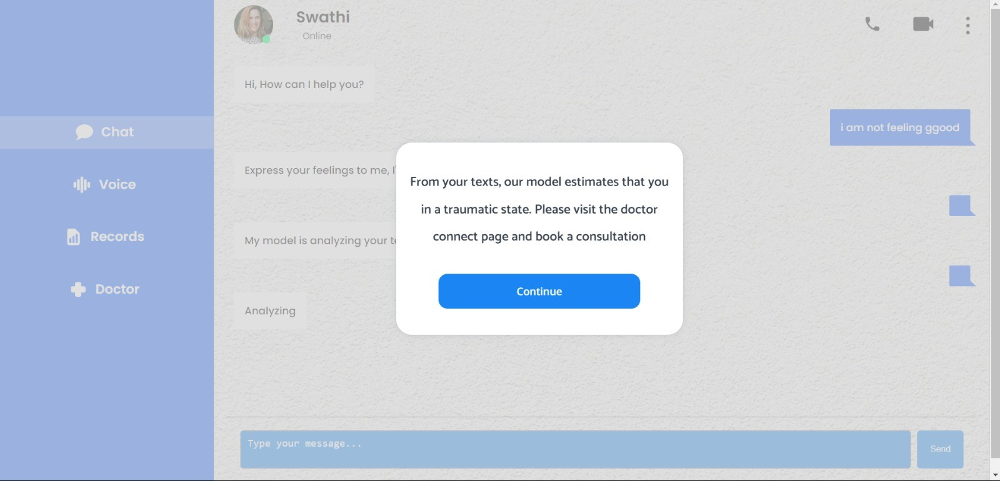 Swathi
Online
Chat
Voice
Records
Doctor
Hi, How can I help you?
i am not feeling ggood
Express your feelings to me,
My model is analyzing your
Analyzing
From your texts, our model estimates that you
in a traumatic state. Please visit the doctor
connect page and book a consultation
Continue
Type your message...
Send